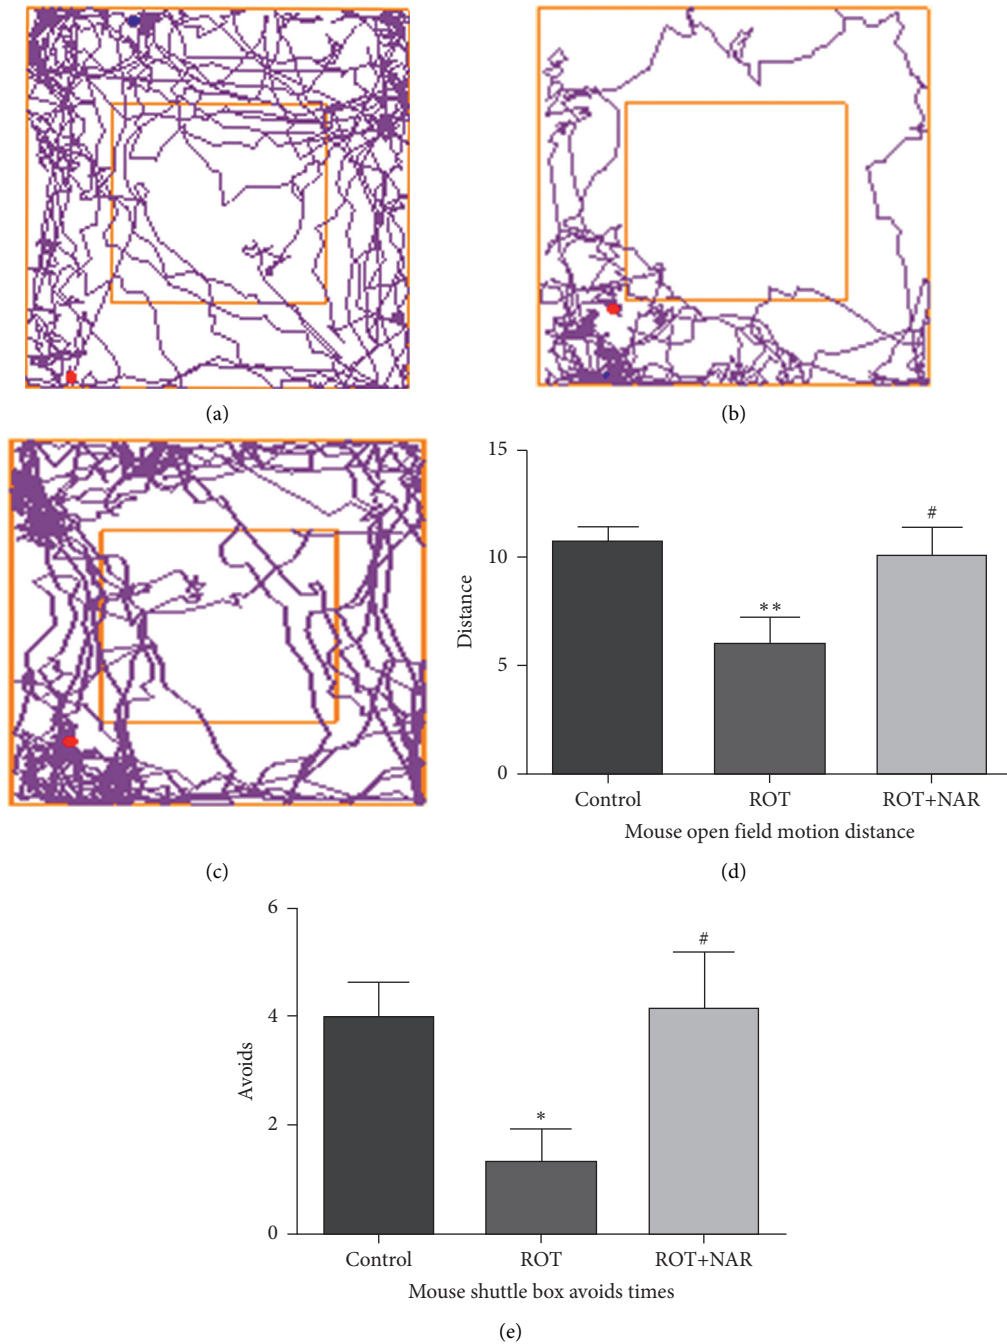 (a)
(b)
15
10
5
0
Distance
**
#
Control
ROT
ROT+NAR
Mouse open field motion distance
(c)
(d)
6
4
2
0
Avoids
*
#
Control
ROT
ROT+NAR
Mouse shuttle box avoids times
(e)